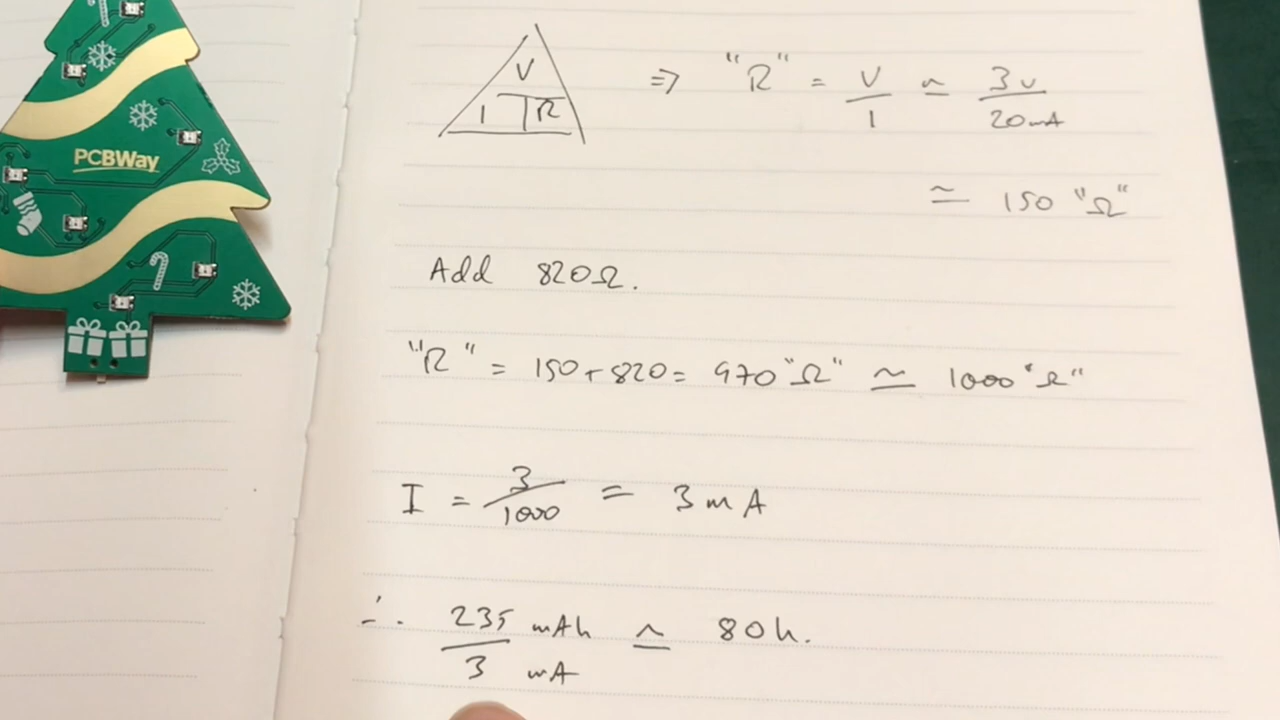 PCBWay
V
I R
⇒ "R" = V/I ≃ 3v/20mA
≃ 150 "Ω"
Add 820Ω.
"R" = 150+820= 970"Ω" ≃ 1000"Ω"
I = 3/1000 = 3mA
∴ 235 mAh/3 mA ≃ 80h.